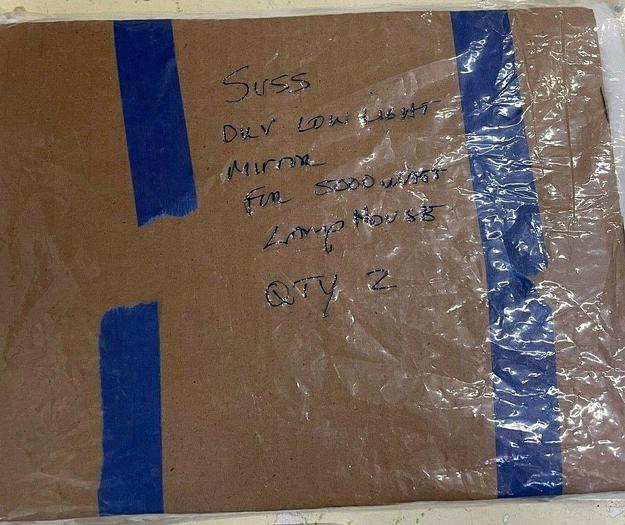 SUSS
DUV LOW LIGHT
MIRROR
FOR 5000 WATT
LAMP HOUSE
QTY 2